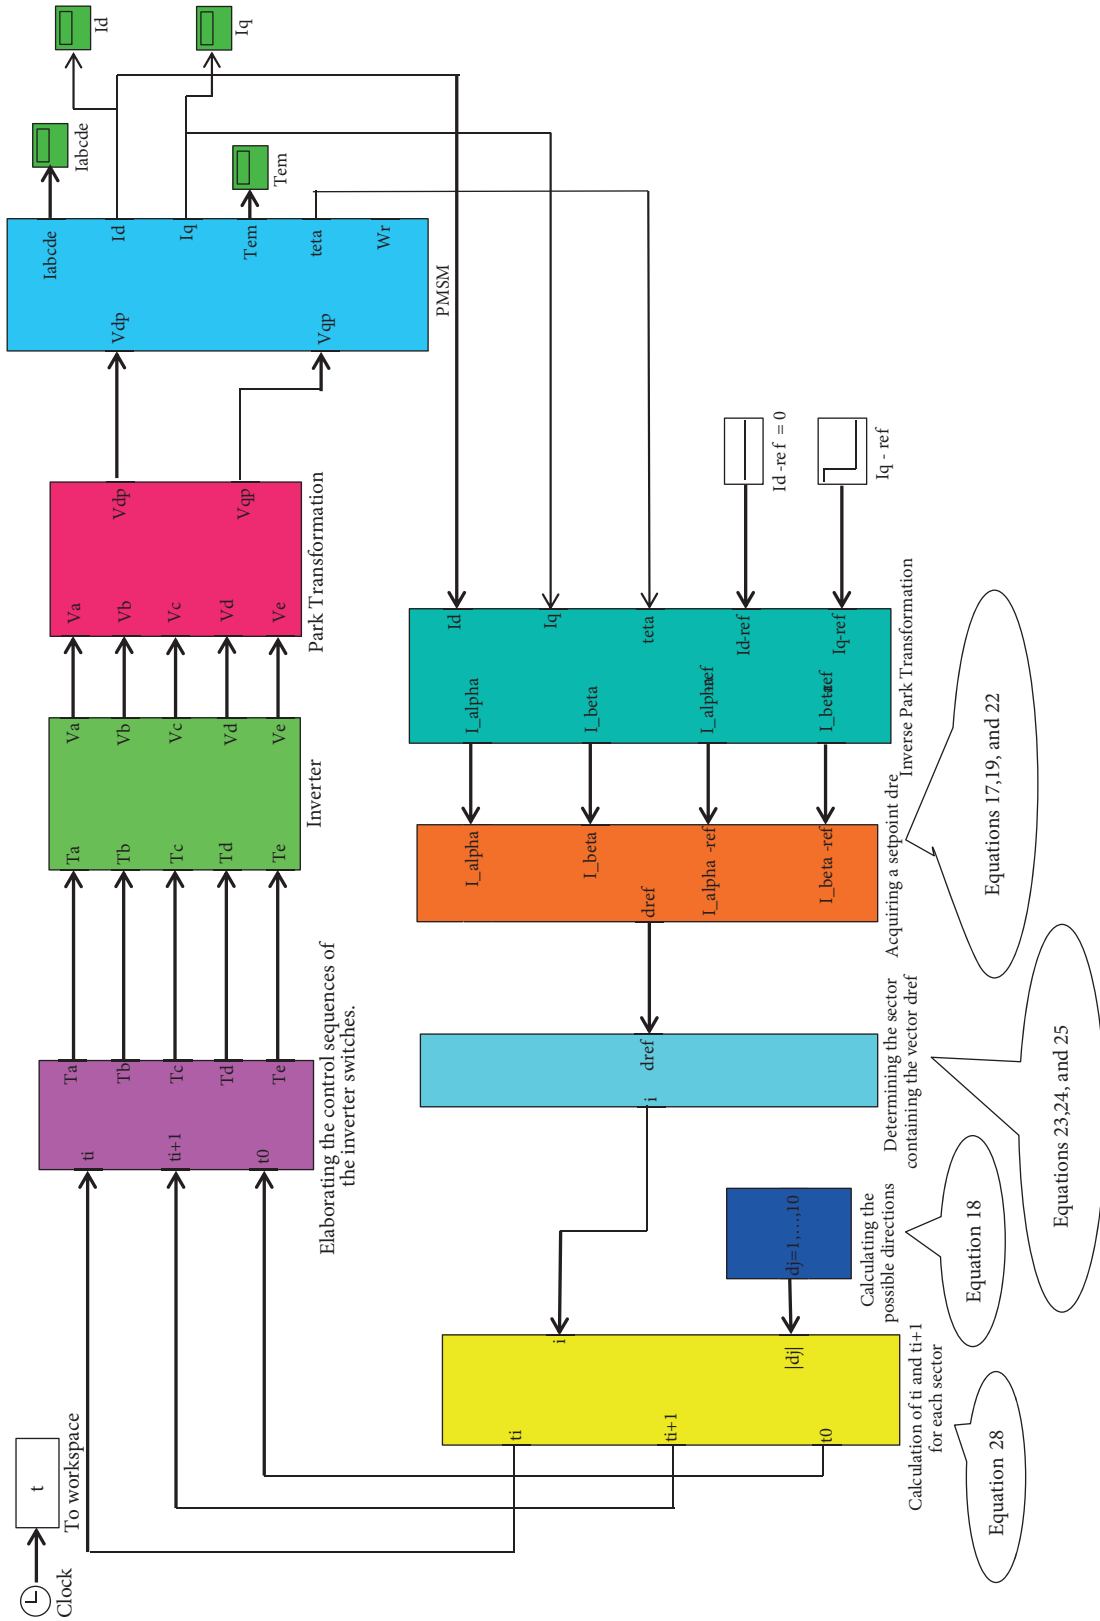 Clock
t
To workspace
ti
ti+1
t0
Ta
Tb
Tc
Td
Te
Elaborating the control sequences of
the inverter switches.
Ta
Tb
Tc
Td
Te
Va
Vb
Vc
Vd
Ve
Inverter
Va
Vb
Vc
Vd
Ve
Vdp
Vqp
Park Transformation
Vdp
Vqp
Iabcde
Id
Iq
Tem
teta
Wr
PMSM
Iabcde
Id
Iq
Tem
ti
ti+1
t0
i
|dj|
Calculation of ti and ti+1
for each sector
Equation 28
dj=1,...,10
Calculating the
possible directions
Equation 18
i
dref
Determining the sector
containing the vector dref
Equations 23,24, and 25
dref
I_alpha
I_beta
I_alpha -ref
I_beta -ref
Acquiring a setpoint dre
Equations 17,19, and 22
I_alpha
I_beta
I_alpha-ref
I_beta-ref
Id
Iq
teta
Id-ref
Iq-ref
Inverse Park Transformation
Id -re f = 0
Iq - ref